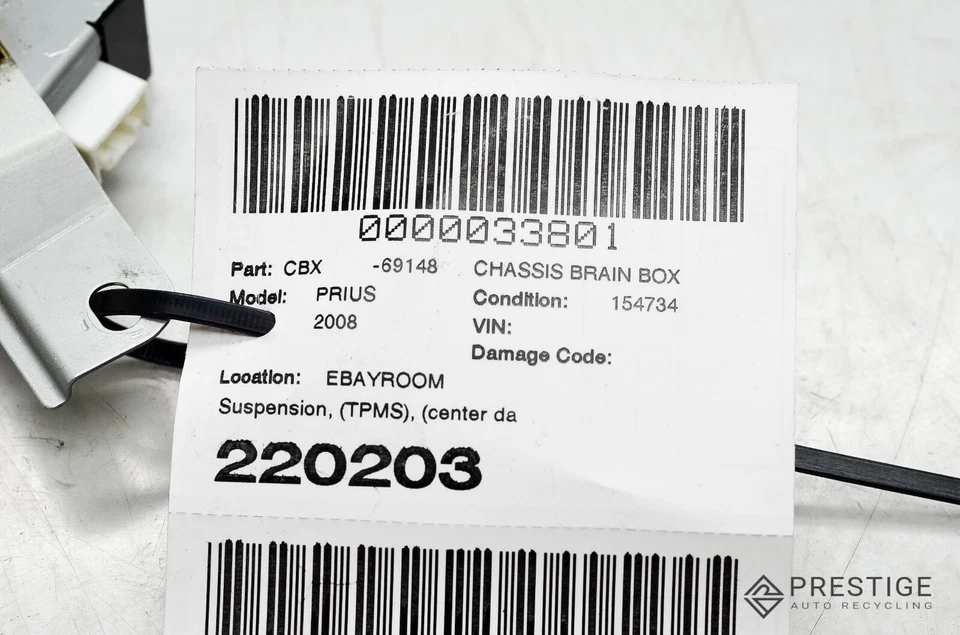 0000033801
Part: CBX -69148 CHASSIS BRAIN BOX
Model: PRIUS Condition: 154734
2008 VIN:
Damage Code:
Location: EBAYROOM
Suspension, (TPMS), (center da
220203
PRESTIGE
AUTO RECYCLING